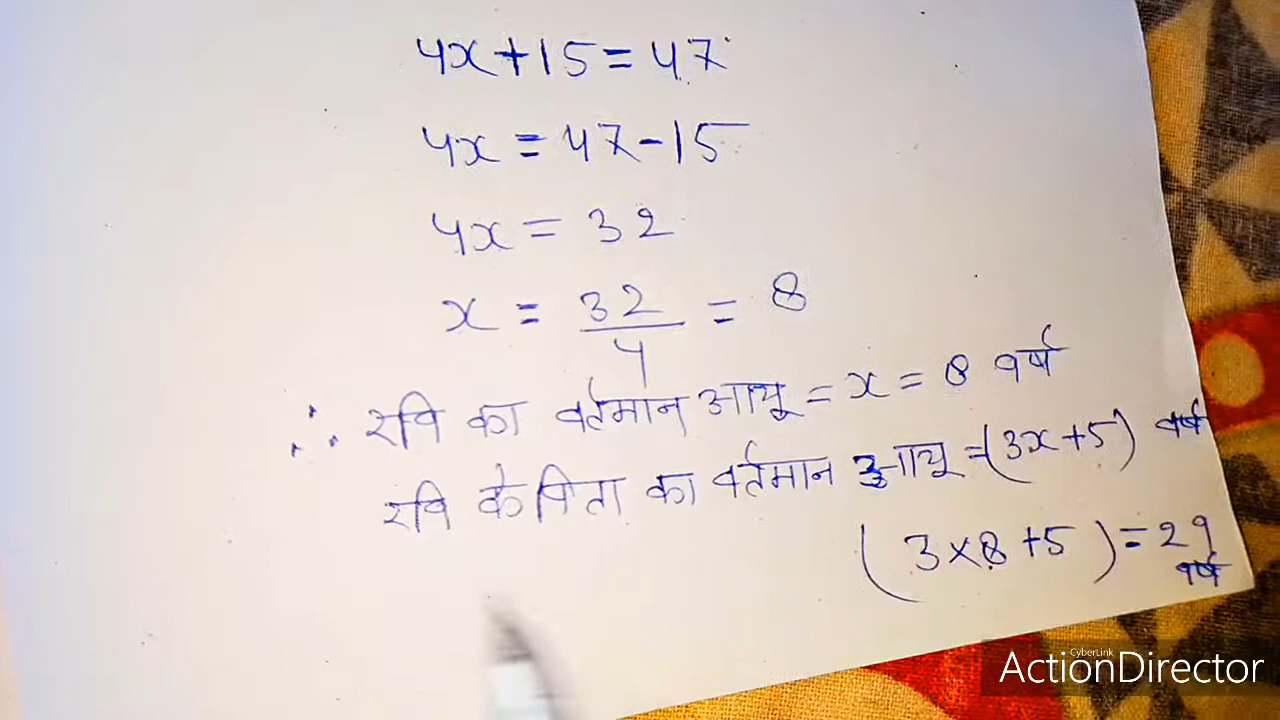 4x+15=47
4x = 47-15
4x = 32
x = 32/4 = 8
∴ रवि का वर्तमान आयू = x = 8 वर्ष
रवि के पिता का वर्तमान आयू =(3x+5) वर्ष
(3×8+5)=29
वर्ष
CyberLink
ActionDirector